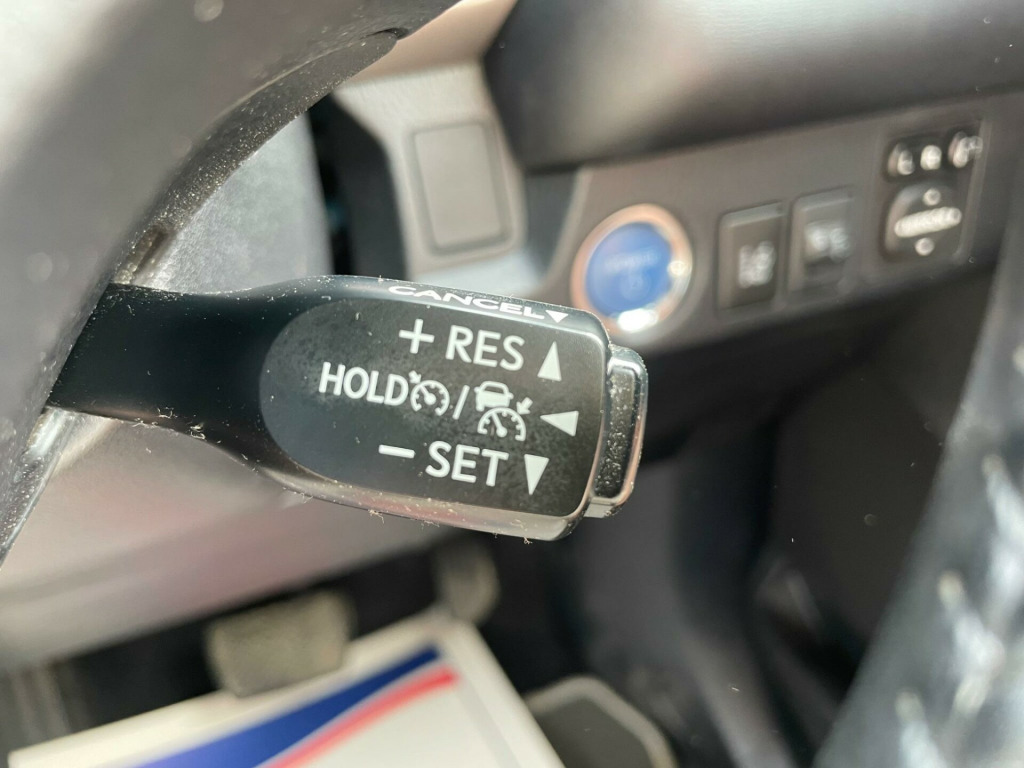 CANCEL▼
+ RES ▲
HOLD / ◀
− SET ▼